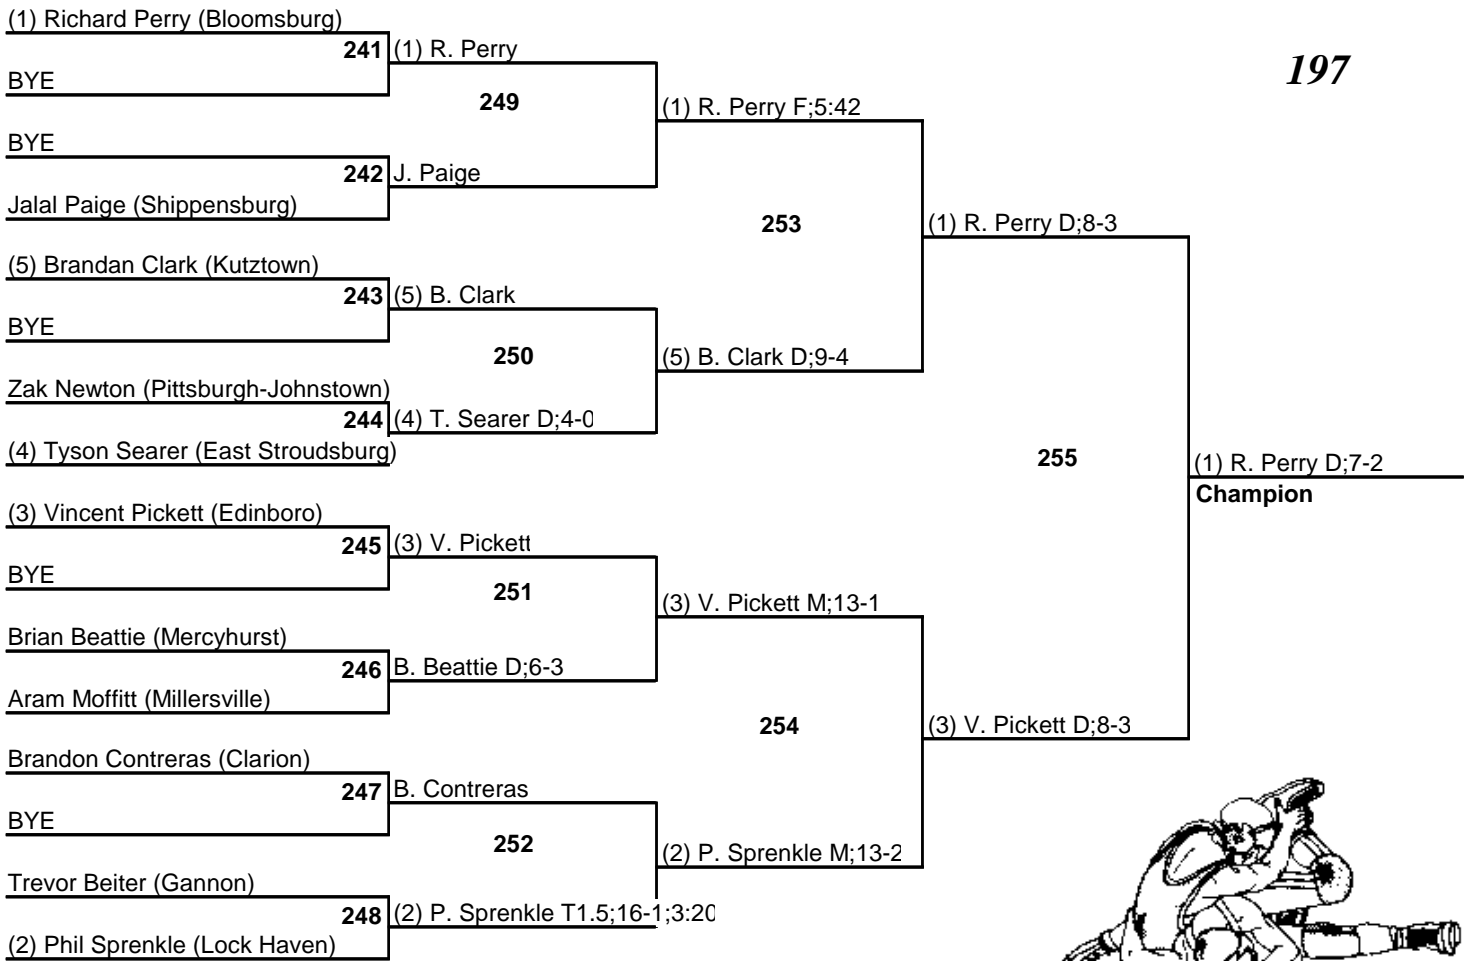 (1) Richard Perry (Bloomsburg)
241 (1) R. Perry
BYE
197
249
(1) R. Perry F;5:42
BYE
242 J. Paige
Jalal Paige (Shippensburg)
253
(1) R. Perry D;8-3
(5) Brandan Clark (Kutztown)
243 (5) B. Clark
BYE
250
(5) B. Clark D;9-4
Zak Newton (Pittsburgh-Johnstown)
244 (4) T. Searer D;4-0
(4) Tyson Searer (East Stroudsburg)
255
(1) R. Perry D;7-2
Champion
(3) Vincent Pickett (Edinboro)
245 (3) V. Pickett
BYE
251
(3) V. Pickett M;13-1
Brian Beattie (Mercyhurst)
246 B. Beattie D;6-3
Aram Moffitt (Millersville)
254
(3) V. Pickett D;8-3
Brandon Contreras (Clarion)
247 B. Contreras
BYE
252
(2) P. Sprenkle M;13-2
Trevor Beiter (Gannon)
248 (2) P. Sprenkle T1.5;16-1;3:20
(2) Phil Sprenkle (Lock Haven)